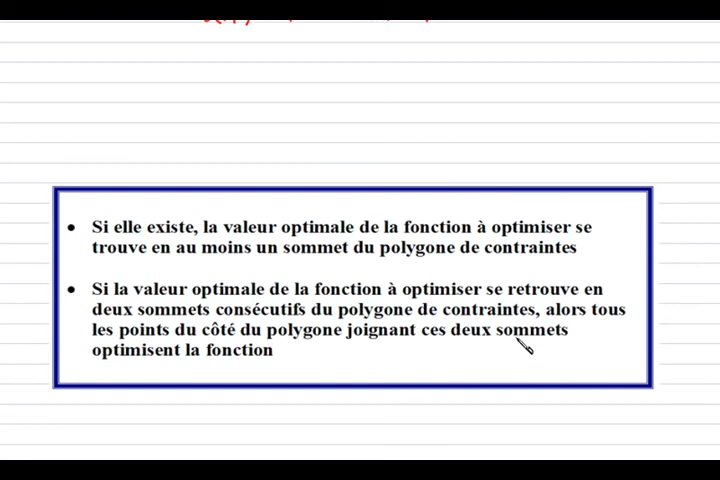 • Si elle existe, la valeur optimale de la fonction à optimiser se
trouve en au moins un sommet du polygone de contraintes
• Si la valeur optimale de la fonction à optimiser se retrouve en
deux sommets consécutifs du polygone de contraintes, alors tous
les points du côté du polygone joignant ces deux sommets
optimisent la fonction